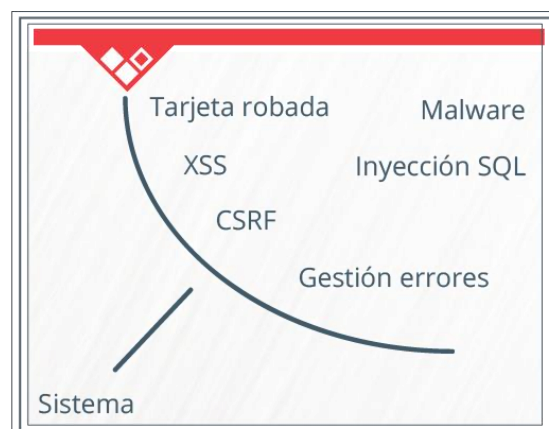 Tarjeta robada
Malware
XSS
Inyección SQL
CSRF
Gestión errores
Sistema